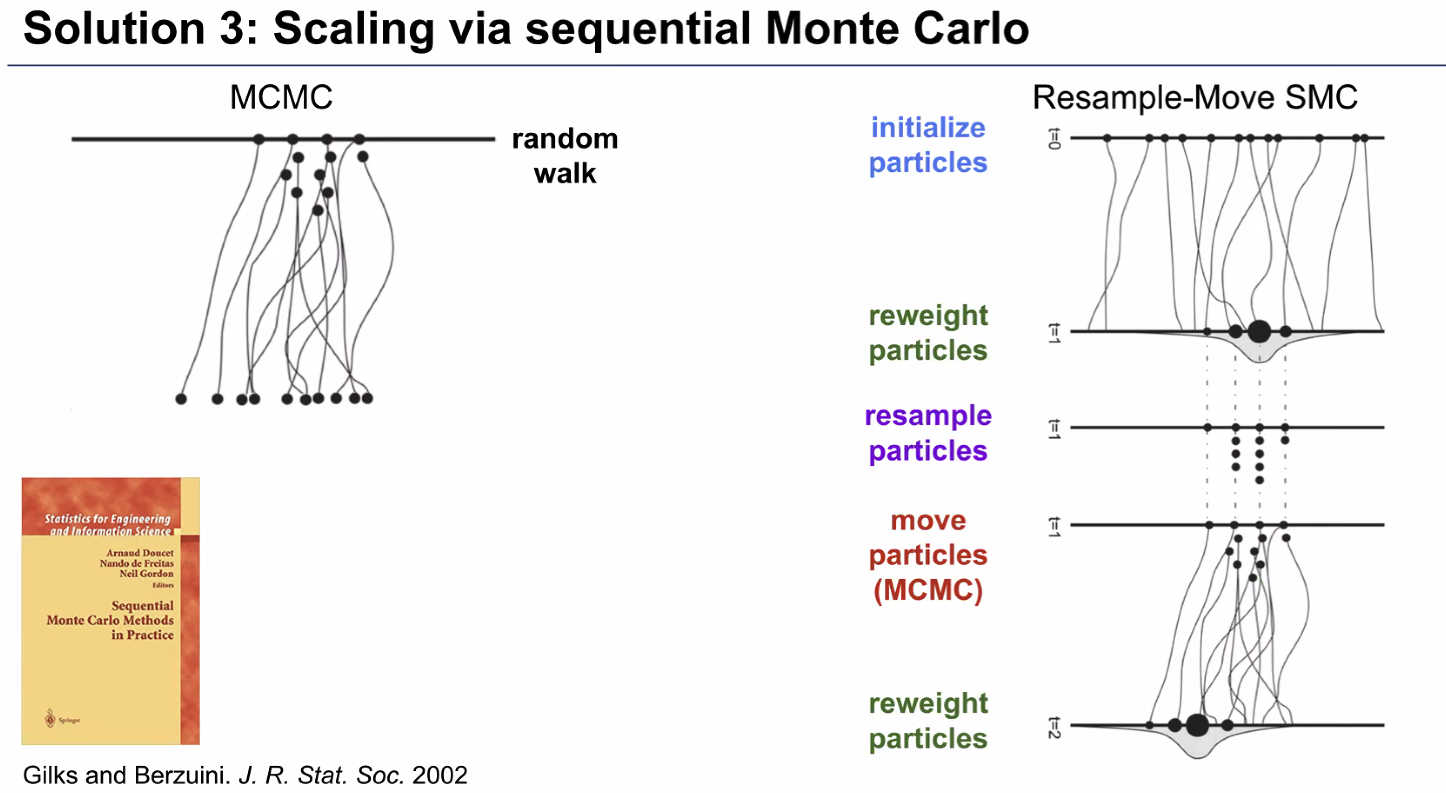 Solution 3: Scaling via sequential Monte Carlo
MCMC
random
walk
Resample-Move SMC
initialize
particles
t=0
reweight
particles
t=1
resample
particles
t=1
move
particles
(MCMC)
t=1
reweight
particles
t=2
Statistics for Engineering
and Information Science
Arnaud Doucet
Nando de Freitas
Neil Gordon
Editors
Sequential
Monte Carlo Methods
in Practice
Springer
Gilks and Berzuini. J. R. Stat. Soc. 2002